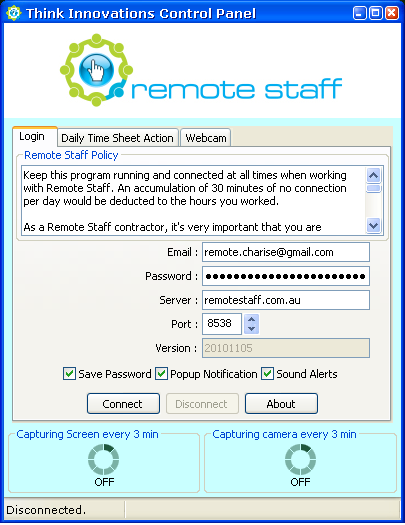 Think Innovations Control Panel
remote staff
Login
Daily Time Sheet Action
Webcam
Remote Staff Policy
Keep this program running and connected at all times when working
with Remote Staff. An accumulation of 30 minutes of no connection
per day would be deducted to the hours you worked.
As a Remote Staff contractor, it's very important that you are
Email : remote.charise@gmail.com
Password : ●●●●●●●●●●●●●●●●●●●●●●●
Server : remotestaff.com.au
Port : 8538
Version : 20101105
Save Password Popup Notification Sound Alerts
Connect Disconnect About
Capturing Screen every 3 min Capturing camera every 3 min
OFF OFF
Disconnected.